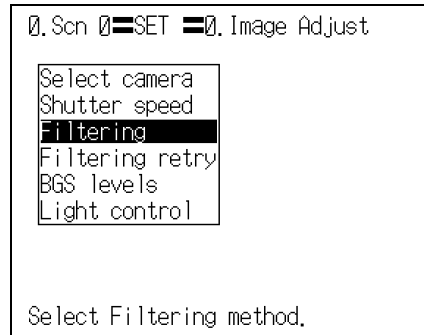 0.Scn 0=SET =0.Image Adjust
Select camera
Shutter speed
Filtering
Filtering retry
BGS levels
Light control
Select Filtering method.